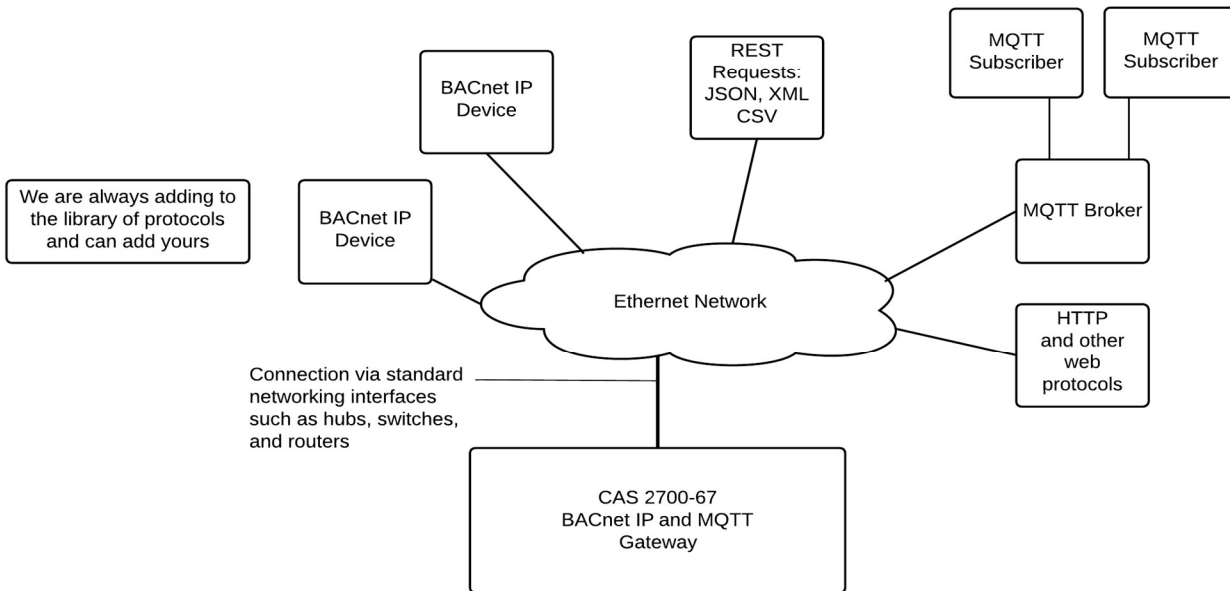 MQTT
Subscriber
MQTT
Subscriber
REST
Requests:
JSON, XML
CSV
BACnet IP
Device
We are always adding to
the library of protocols
and can add yours
BACnet IP
Device
MQTT Broker
Ethernet Network
HTTP
and other
web
protocols
Connection via standard
networking interfaces
such as hubs, switches,
and routers
CAS 2700-67
BACnet IP and MQTT
Gateway